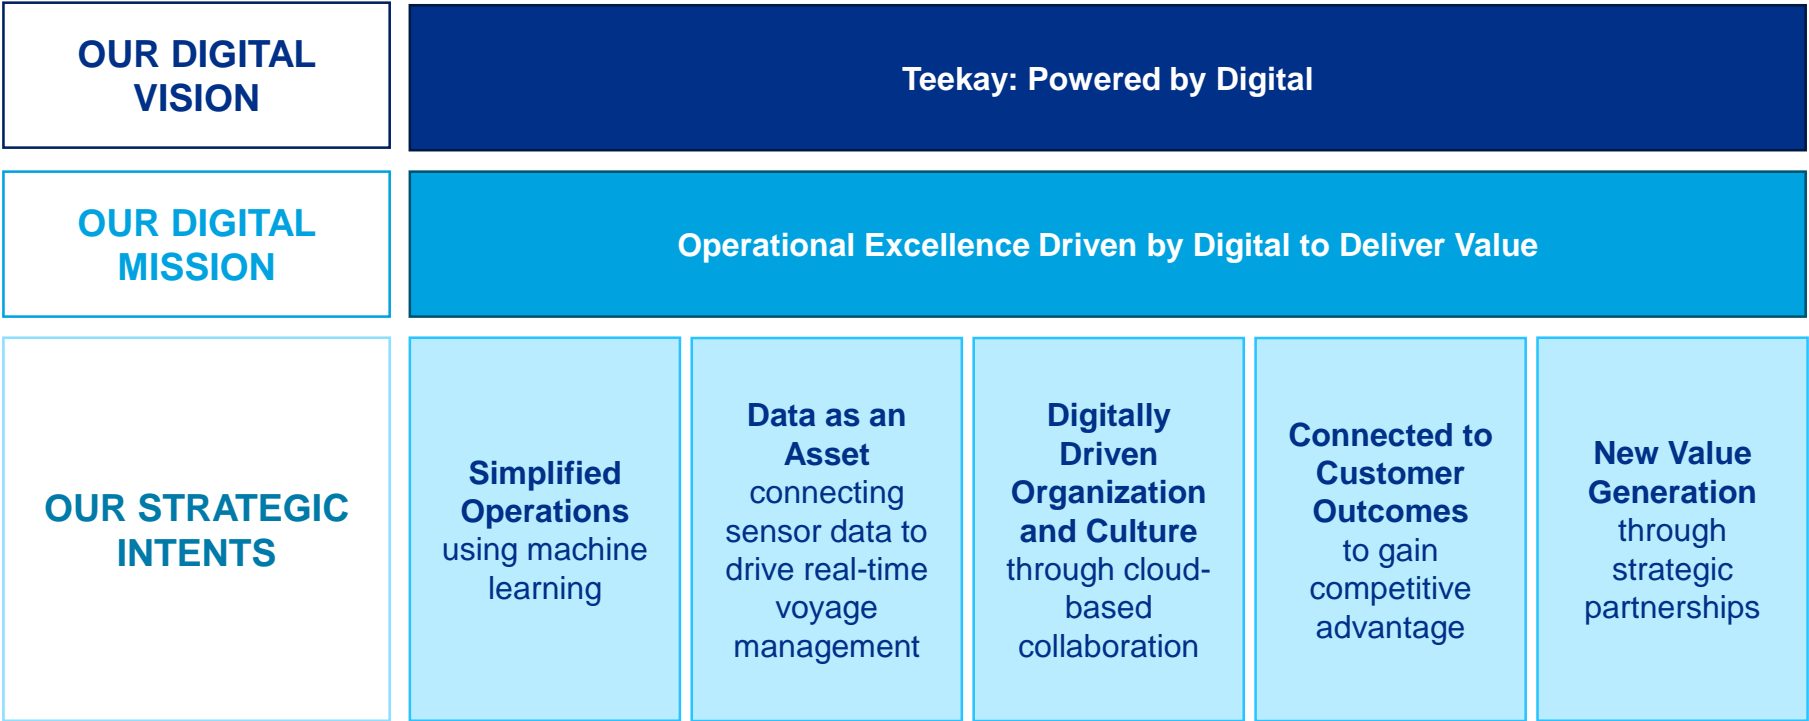 OUR DIGITAL
VISION
Teekay: Powered by Digital
OUR DIGITAL
MISSION
Operational Excellence Driven by Digital to Deliver Value
OUR STRATEGIC
INTENTS
Simplified
Operations
using machine
learning
Data as an
Asset
connecting
sensor data to
drive real-time
voyage
management
Digitally
Driven
Organization
and Culture
through cloud-
based
collaboration
Connected to
Customer
Outcomes
to gain
competitive
advantage
New Value
Generation
through
strategic
partnerships